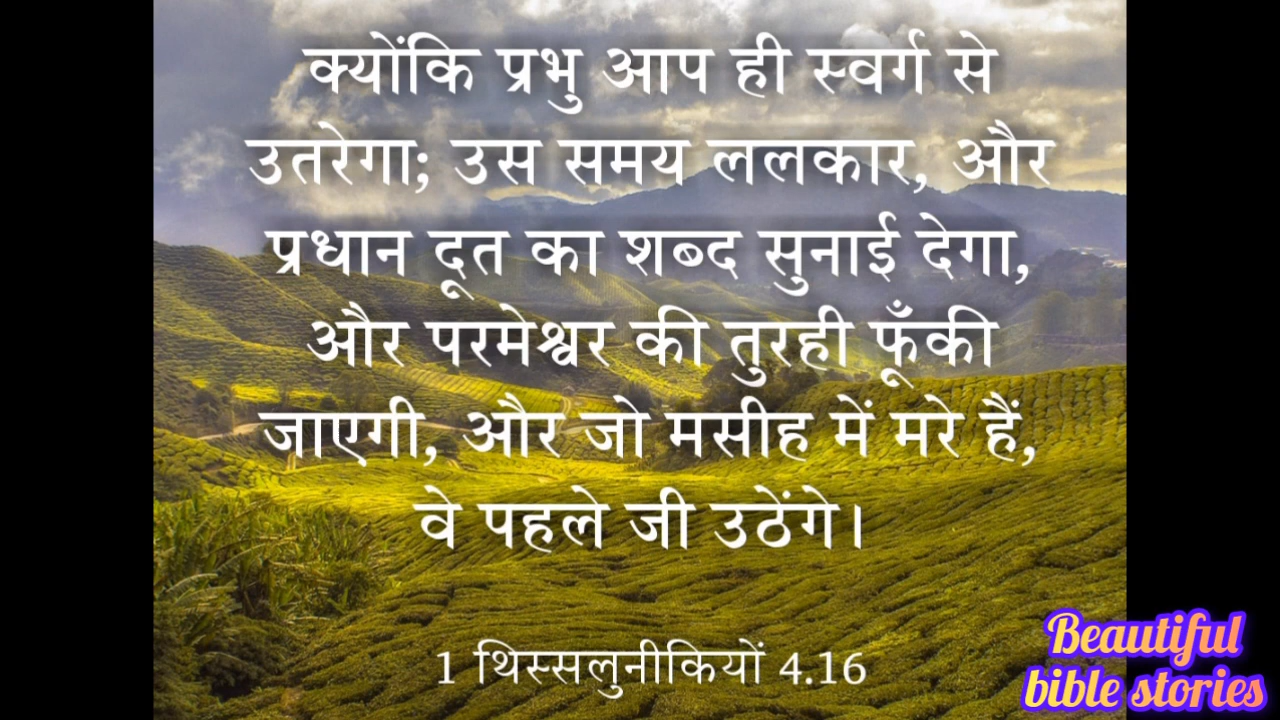 क्योंकि प्रभु आप ही स्वर्ग से
उतरेगा; उस समय ललकार, और
प्रधान दूत का शब्द सुनाई देगा,
और परमेश्वर की तुरही फूँकी
जाएगी, और जो मसीह में मरे हैं,
वे पहले जी उठेंगे।
1 थिस्सलुनीकियों 4.16
Beautiful
bible stories